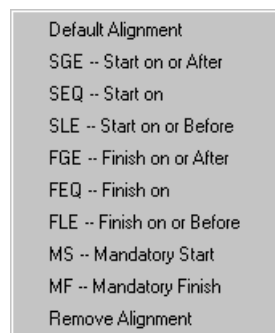 Default Alignment
SGE -- Start on or After
SEQ -- Start on
SLE -- Start on or Before
FGE -- Finish on or After
FEQ -- Finish on
FLE -- Finish on or Before
MS -- Mandatory Start
MF -- Mandatory Finish
Remove Alignment